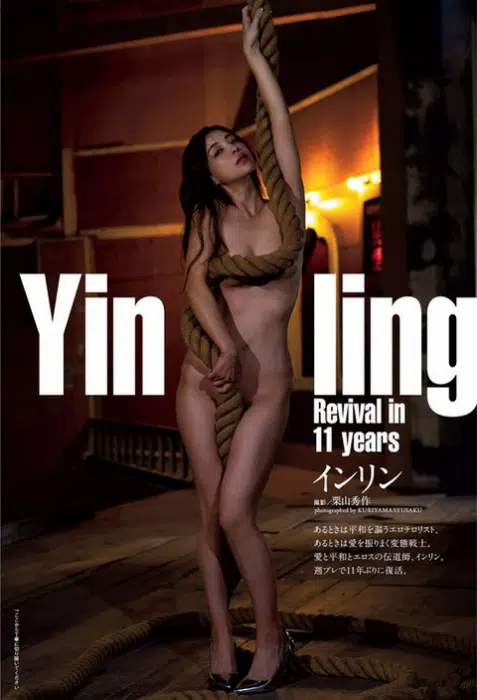 Yin ling
Revival in
11 years
インリン
撮影／栗山秀作
photographed by KURIYAMA SYUSAKU
あるときは平和を謳うエロテロリスト、
あるときは愛を振りまく変態戦士。
愛と平和とエロスの伝道師、インリン。
週プレで11年ぶりに復活。